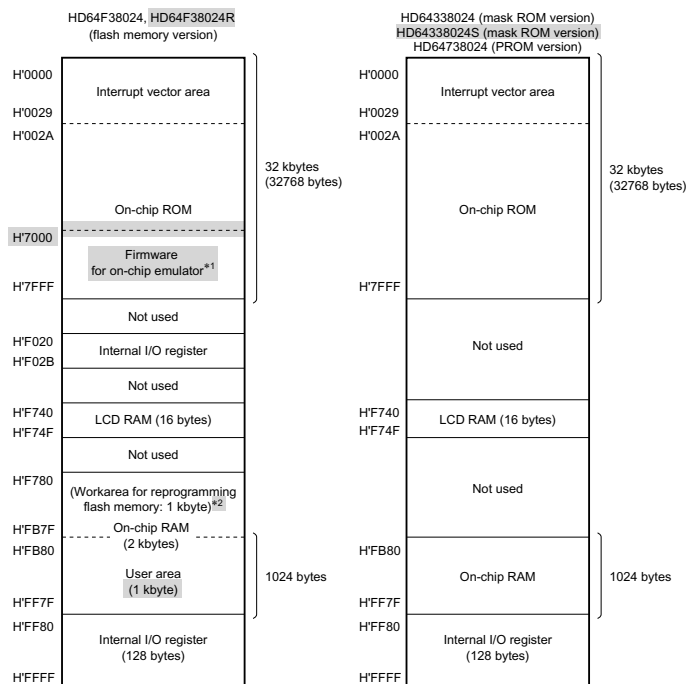 HD64F38024, HD64F38024R
(flash memory version)
H'0000
Interrupt vector area
H'0029
H'002A
32 kbytes
(32768 bytes)
On-chip ROM
H'7000
Firmware
for on-chip emulator*1
H'7FFF
Not used
H'F020
Internal I/O register
H'F02B
Not used
H'F740
LCD RAM (16 bytes)
H'F74F
Not used
H'F780
(Workarea for reprogramming
flash memory: 1 kbyte)*2
H'FB7F
On-chip RAM
(2 kbytes)
H'FB80
User area
(1 kbyte)
1024 bytes
H'FF7F
H'FF80
Internal I/O register
(128 bytes)
H'FFFF
HD64338024 (mask ROM version)
HD64338024S (mask ROM version)
HD64738024 (PROM version)
H'0000
Interrupt vector area
H'0029
H'002A
32 kbytes
(32768 bytes)
On-chip ROM
H'7FFF
Not used
H'F740
LCD RAM (16 bytes)
H'F74F
Not used
H'FB80
On-chip RAM
1024 bytes
H'FF7F
H'FF80
Internal I/O register
(128 bytes)
H'FFFF